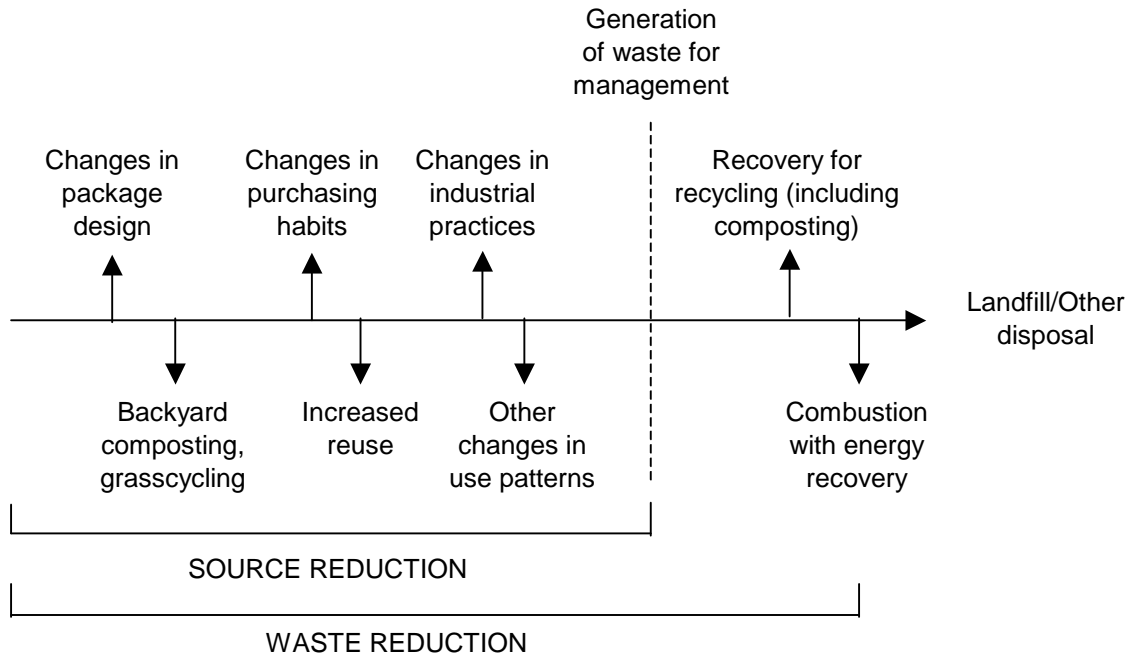 Generation
of waste for
management
Changes in
package
design
Changes in
purchasing
habits
Changes in
industrial
practices
Recovery for
recycling (including
composting)
Landfill/Other
disposal
Backyard
composting,
grasscycling
Increased
reuse
Other
changes in
use patterns
Combustion
with energy
recovery
SOURCE REDUCTION
WASTE REDUCTION